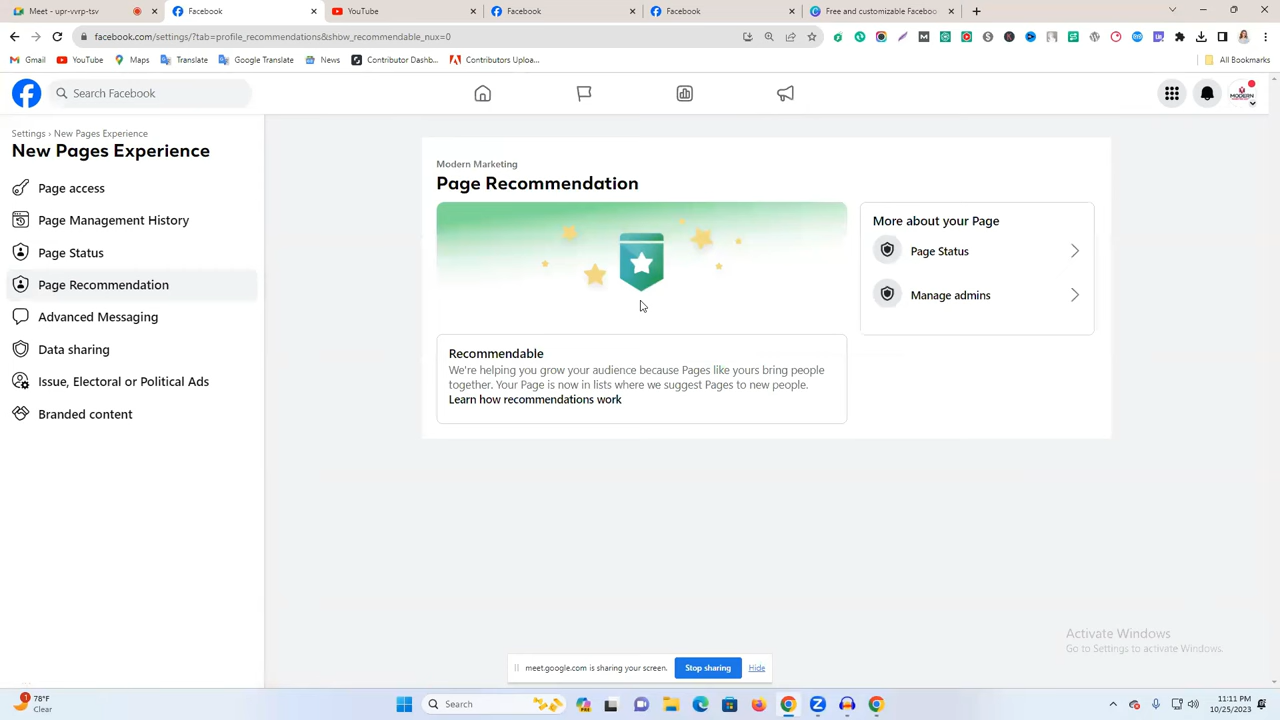 Meet - upr-vvrp-tsv
Facebook
YouTube
Facebook
Facebook
Free and customizable Faceboo
facebook.com/settings/?tab=profile_recommendations&show_recommendable_nux=0
Gmail
YouTube
Maps
Translate
Google Translate
News
Contributor Dashb...
Contributors Uploa...
All Bookmarks
Search Facebook
Settings › New Pages Experience
New Pages Experience
Page access
Page Management History
Page Status
Page Recommendation
Advanced Messaging
Data sharing
Issue, Electoral or Political Ads
Branded content
Modern Marketing
Page Recommendation
Recommendable
We're helping you grow your audience because Pages like yours bring people
together. Your Page is now in lists where we suggest Pages to new people.
Learn how recommendations work
More about your Page
Page Status
Manage admins
Activate Windows
Go to Settings to activate Windows.
meet.google.com is sharing your screen.
Stop sharing
Hide
78°F
Clear
Search
11:11 PM
10/25/2023